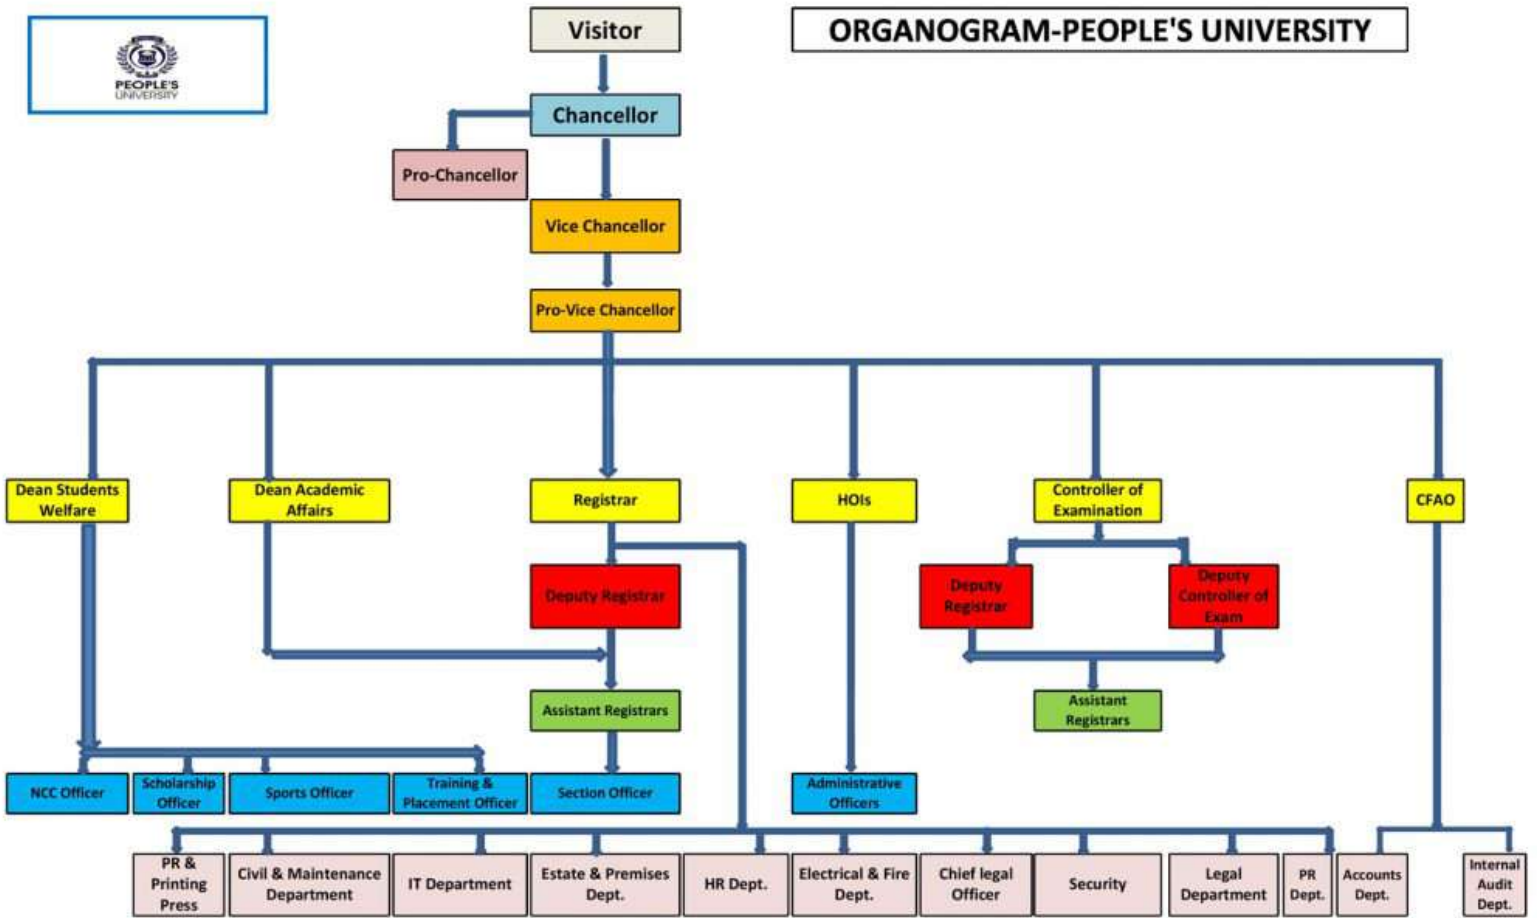 PEOPLE'S
UNIVERSITY
Visitor
ORGANOGRAM-PEOPLE'S UNIVERSITY
Chancellor
Pro-Chancellor
Vice Chancellor
Pro-Vice Chancellor
Dean Students
Welfare
Dean Academic
Affairs
Registrar
HOIs
Controller of
Examination
CFAO
Deputy Registrar
Deputy
Registrar
Deputy
Controller of
Exam
Assistant Registrars
Assistant
Registrars
NCC Officer
Scholarship
Officer
Sports Officer
Training &
Placement Officer
Section Officer
Administrative
Officers
PR &
Printing
Press
Civil & Maintenance
Department
IT Department
Estate & Premises
Dept.
HR Dept.
Electrical & Fire
Dept.
Chief legal
Officer
Security
Legal
Department
PR
Dept.
Accounts
Dept.
Internal
Audit
Dept.